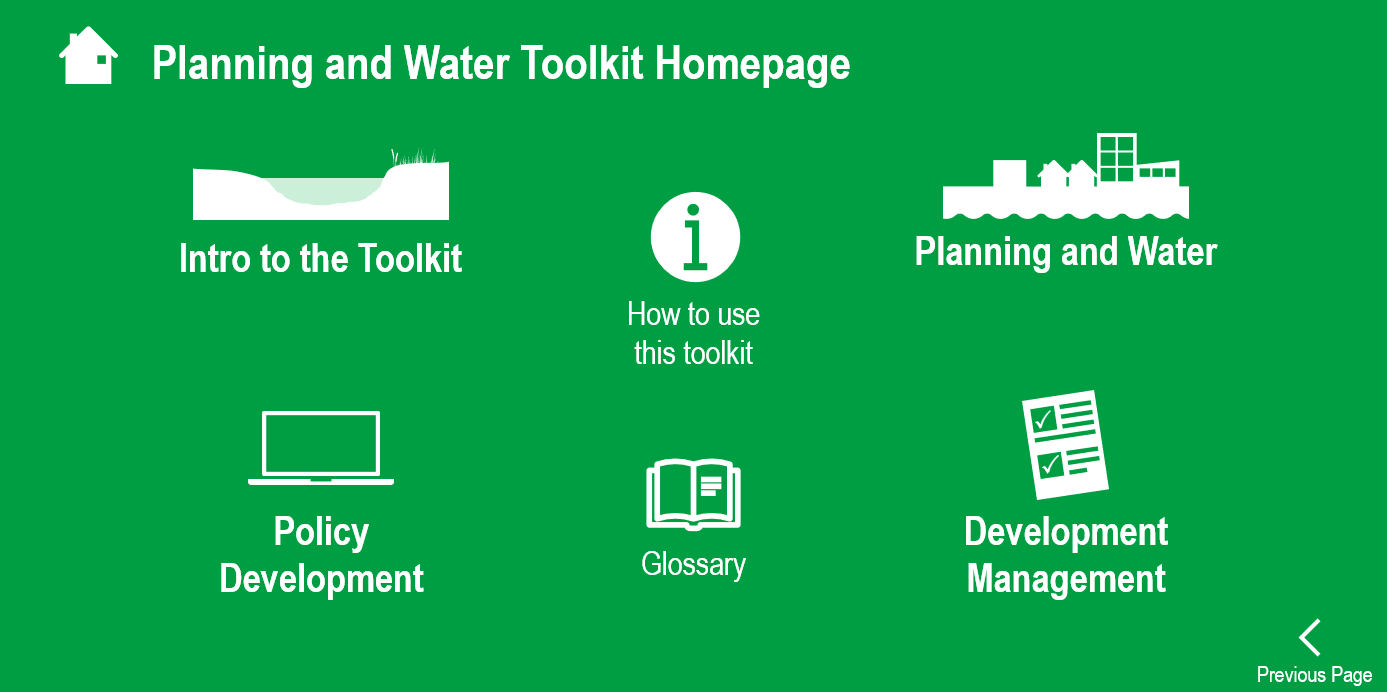 Planning and Water Toolkit Homepage
Intro to the Toolkit
How to use
this toolkit
Planning and Water
Policy
Development
Glossary
Development
Management
Previous Page